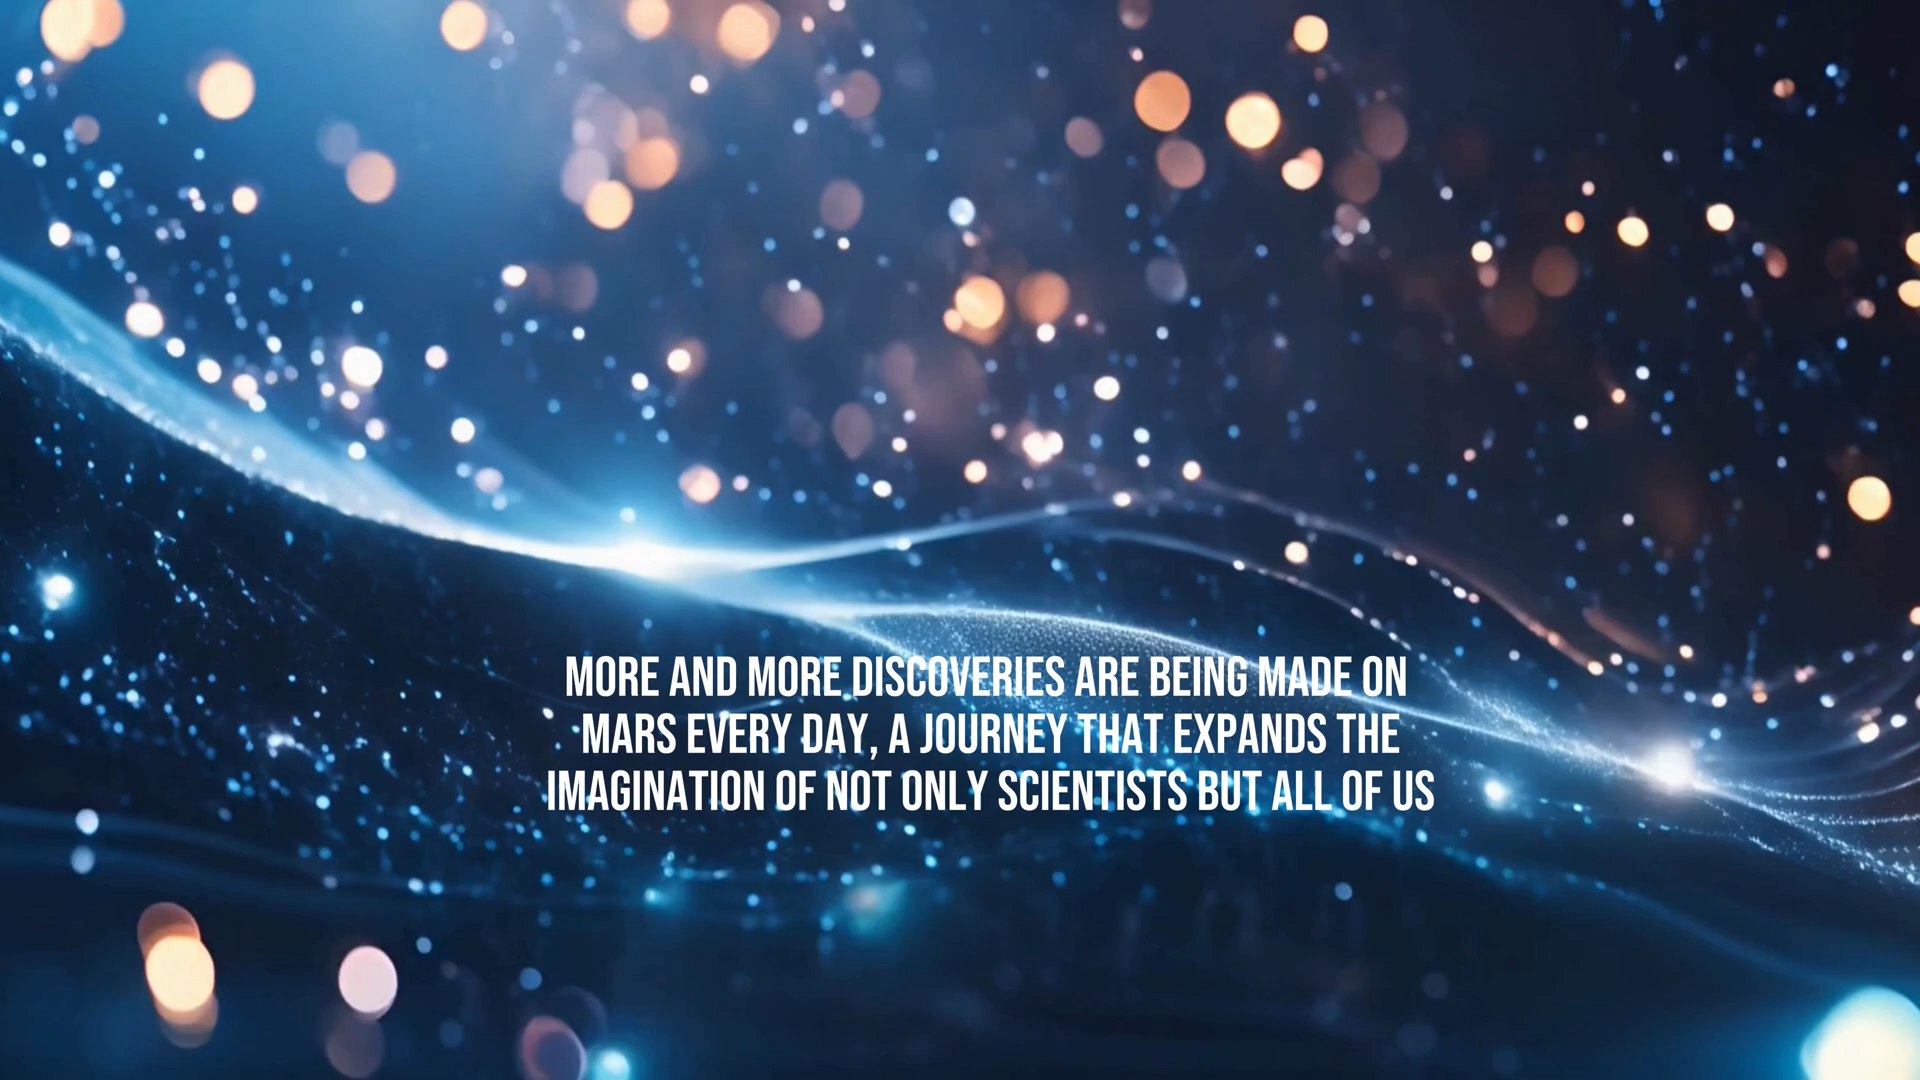 MORE AND MORE DISCOVERIES ARE BEING MADE ON
MARS EVERY DAY, A JOURNEY THAT EXPANDS THE
IMAGINATION OF NOT ONLY SCIENTISTS BUT ALL OF US